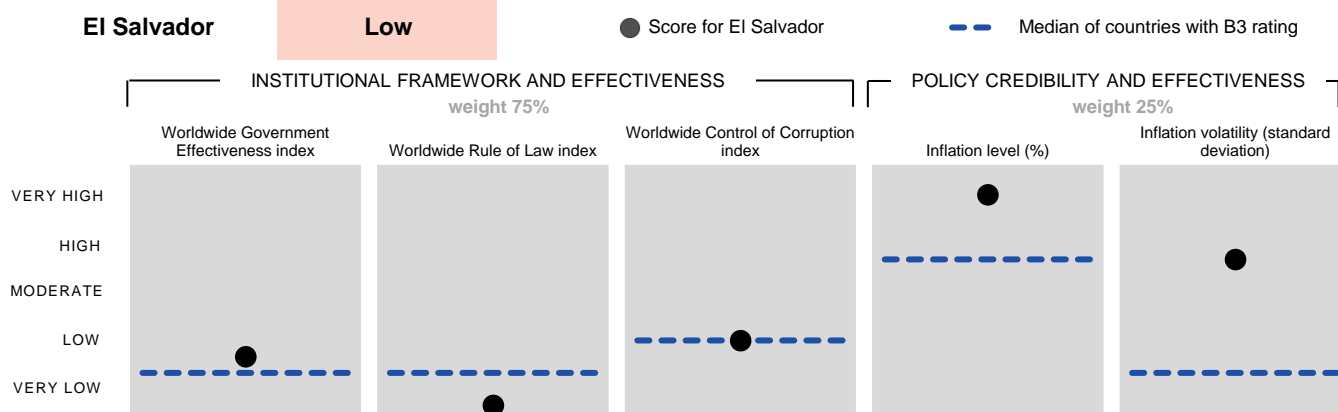 El Salvador
Low
Score for El Salvador
Median of countries with B3 rating
INSTITUTIONAL FRAMEWORK AND EFFECTIVENESS
weight 75%
POLICY CREDIBILITY AND EFFECTIVENESS
weight 25%
Worldwide Government
Effectiveness index
Worldwide Rule of Law index
Worldwide Control of Corruption
index
Inflation level (%)
Inflation volatility (standard
deviation)
VERY HIGH
HIGH
MODERATE
LOW
VERY LOW